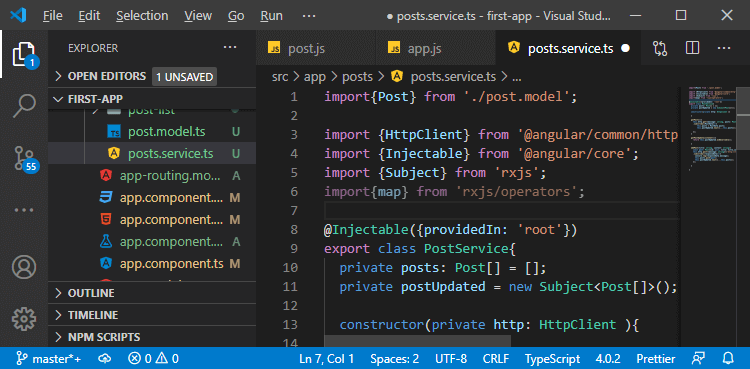 File Edit View Go Run ··· ● posts.service.ts - first-app - Visual Stud...
EXPLORER ···
OPEN EDITORS 1 UNSAVED
FIRST-APP
post-list
post.model.ts U
posts.service.ts U
app-routing.mo... A
app.component.... M
app.component.... M
app.component.... A
app.component.ts M
OUTLINE
TIMELINE
NPM SCRIPTS
1
55
post.js app.js posts.service.ts ●
src > app > posts > posts.service.ts > ...
1 import{Post} from './post.model';
2
3 import {HttpClient} from '@angular/common/http
4 import {Injectable} from '@angular/core';
5 import {Subject} from 'rxjs';
6 import{map} from 'rxjs/operators';
7
8 @Injectable({providedIn: 'root'})
9 export class PostService{
10 private posts: Post[] = [];
11 private postUpdated = new Subject<Post[]>();
12
13 constructor(private http: HttpClient ){
14
master*+ 0 0 Ln 7, Col 1 Spaces: 2 UTF-8 CRLF TypeScript 4.0.2 Prettier